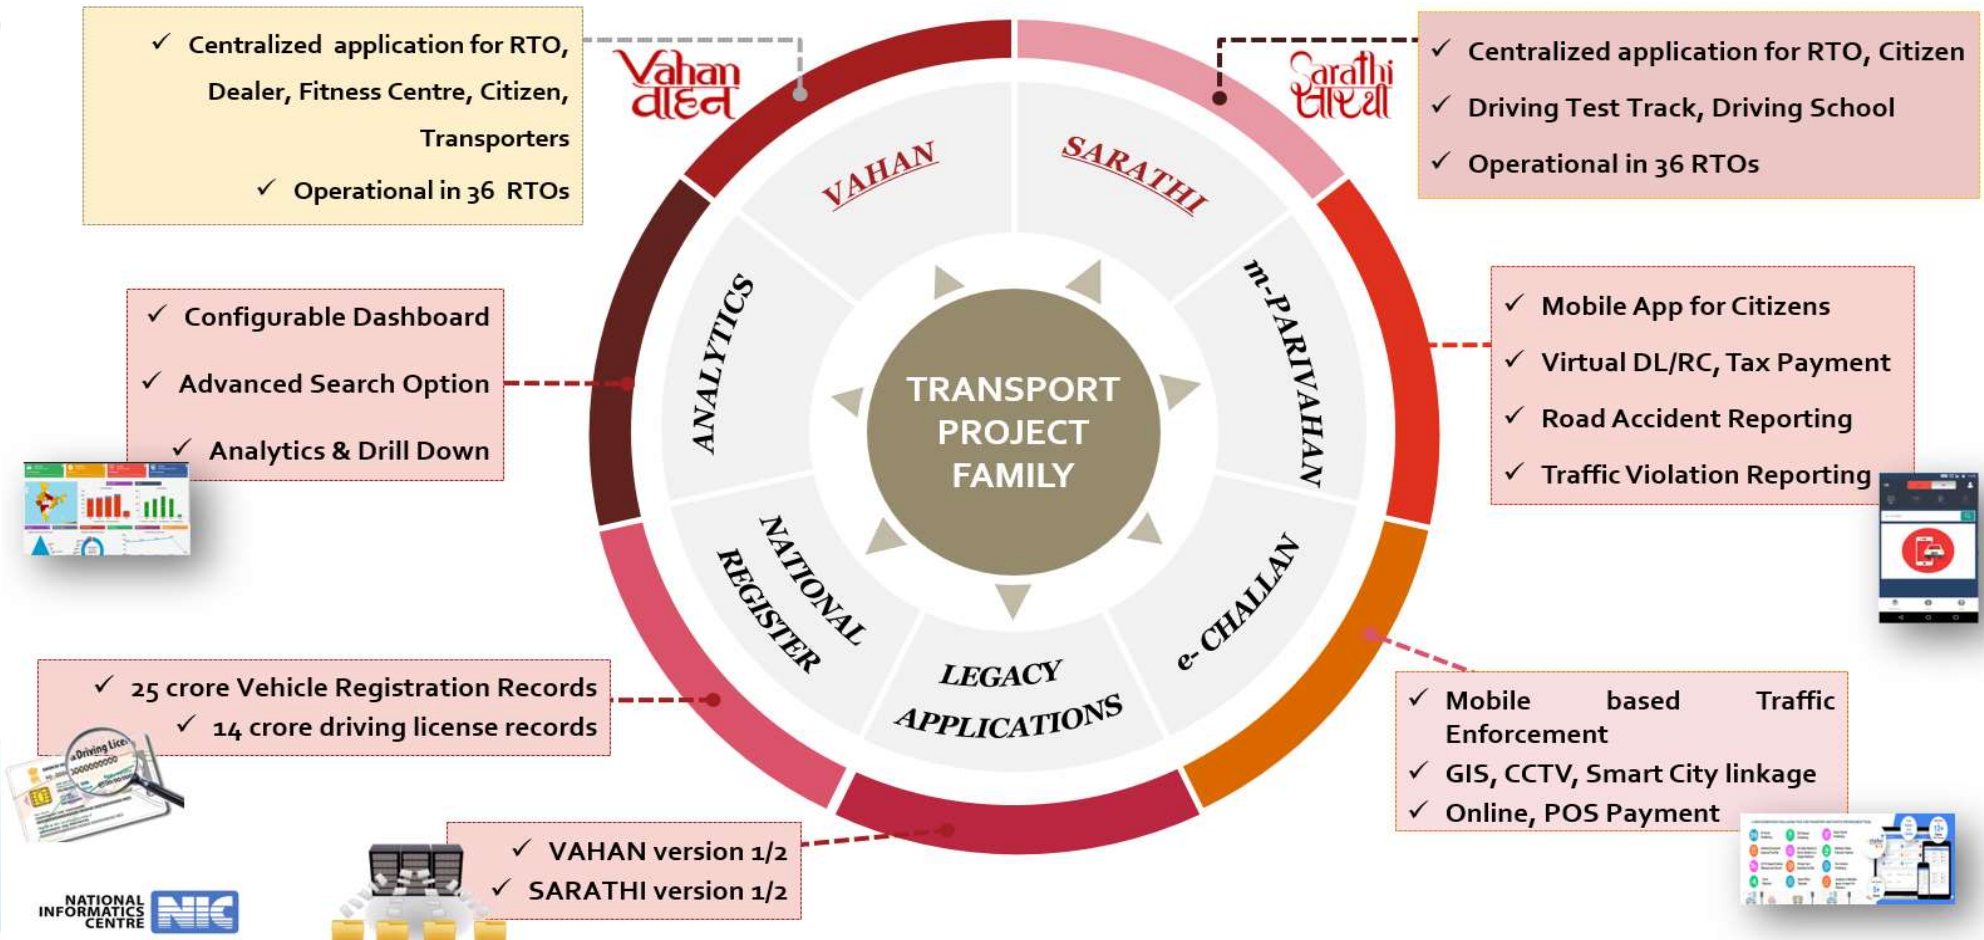 ✓ Centralized application for RTO,
Dealer, Fitness Centre, Citizen,
Transporters
✓ Operational in 36 RTOs
Vahan
वाहन
Sarathi
सारथी
✓ Centralized application for RTO, Citizen
✓ Driving Test Track, Driving School
✓ Operational in 36 RTOs
VAHAN
SARATHI
✓ Configurable Dashboard
✓ Advanced Search Option
✓ Analytics & Drill Down
ANALYTICS
m-PARIVAHAN
✓ Mobile App for Citizens
✓ Virtual DL/RC, Tax Payment
✓ Road Accident Reporting
✓ Traffic Violation Reporting
TRANSPORT
PROJECT
FAMILY
NATIONAL
REGISTER
e- CHALLAN
LEGACY
APPLICATIONS
✓ 25 crore Vehicle Registration Records
✓ 14 crore driving license records
Driving Lice
✓ Mobile based Traffic
Enforcement
✓ GIS, CCTV, Smart City linkage
✓ Online, POS Payment
✓ VAHAN version 1/2
✓ SARATHI version 1/2
NATIONAL
INFORMATICS
CENTRE
NIC